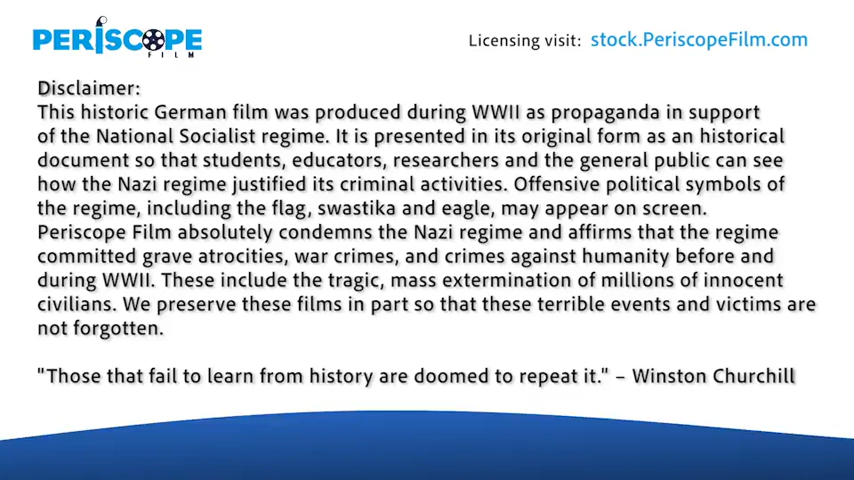 PERISCOPE
FILM
Licensing visit: stock.PeriscopeFilm.com
Disclaimer:
This historic German film was produced during WWII as propaganda in support
of the National Socialist regime. It is presented in its original form as an historical
document so that students, educators, researchers and the general public can see
how the Nazi regime justified its criminal activities. Offensive political symbols of
the regime, including the flag, swastika and eagle, may appear on screen.
Periscope Film absolutely condemns the Nazi regime and affirms that the regime
committed grave atrocities, war crimes, and crimes against humanity before and
during WWII. These include the tragic, mass extermination of millions of innocent
civilians. We preserve these films in part so that these terrible events and victims are
not forgotten.
"Those that fail to learn from history are doomed to repeat it." – Winston Churchill